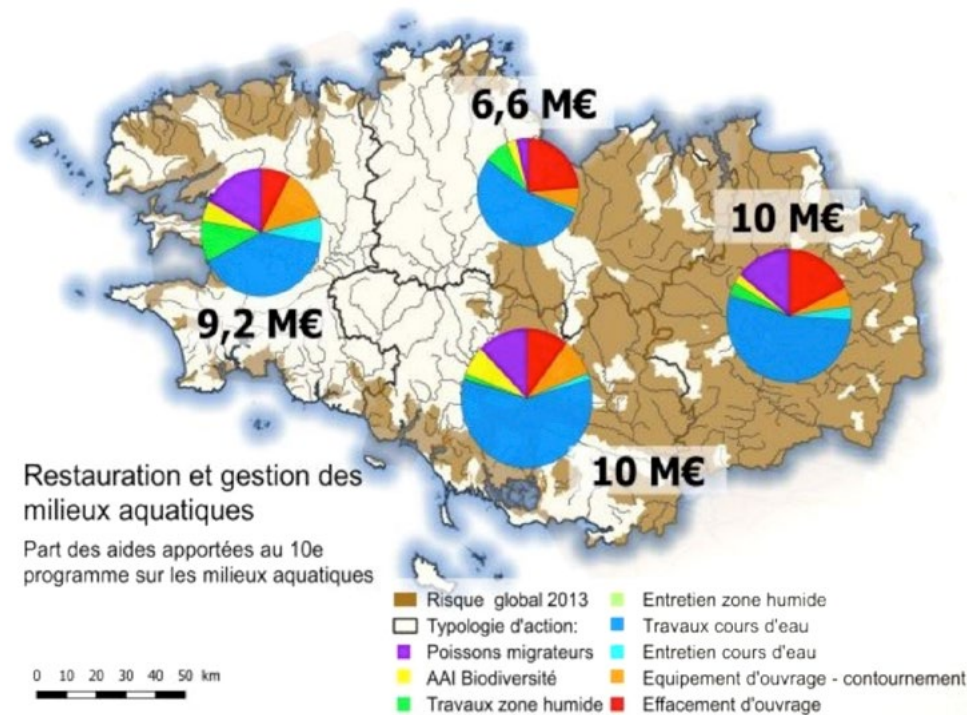 6,6 M€
10 M€
9,2 M€
10 M€
Restauration et gestion des
milieux aquatiques
Part des aides apportées au 10e
programme sur les milieux aquatiques
0 10 20 30 40 50 km
Risque global 2013
Typologie d'action:
Poissons migrateurs
AAI Biodiversité
Travaux zone humide
Entretien zone humide
Travaux cours d'eau
Entretien cours d'eau
Equipement d'ouvrage - contournement
Effacement d'ouvrage